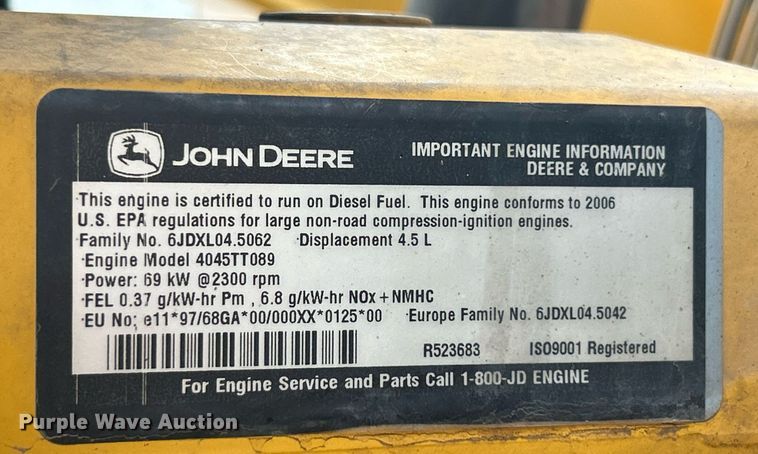 JOHN DEERE
IMPORTANT ENGINE INFORMATION
DEERE & COMPANY
This engine is certified to run on Diesel Fuel. This engine conforms to 2006
U.S. EPA regulations for large non-road compression-ignition engines.
Family No. 6JDXL04.5062 Displacement 4.5 L
Engine Model 4045TT089
Power: 69 kW @2300 rpm
FEL 0.37 g/kW-hr Pm , 6.8 g/kW-hr NOx + NMHC
EU No; e11*97/68GA*00/000XX*0125*00 Europe Family No. 6JDXL04.5042
R523683 ISO9001 Registered
For Engine Service and Parts Call 1-800-JD ENGINE
Purple Wave Auction